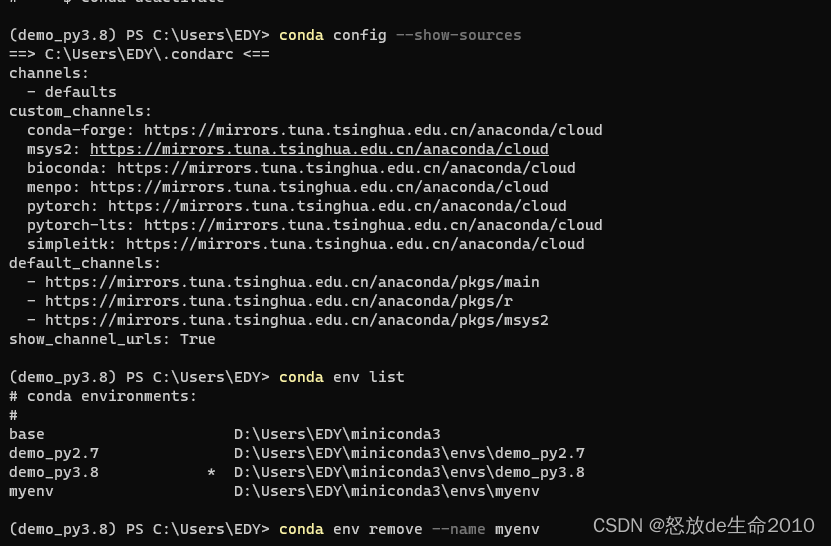 #     $ conda deactivate
(demo_py3.8) PS C:\Users\EDY> conda config --show-sources
==> C:\Users\EDY\.condarc <==
channels:
  - defaults
custom_channels:
  conda-forge: https://mirrors.tuna.tsinghua.edu.cn/anaconda/cloud
  msys2: https://mirrors.tuna.tsinghua.edu.cn/anaconda/cloud
  bioconda: https://mirrors.tuna.tsinghua.edu.cn/anaconda/cloud
  menpo: https://mirrors.tuna.tsinghua.edu.cn/anaconda/cloud
  pytorch: https://mirrors.tuna.tsinghua.edu.cn/anaconda/cloud
  pytorch-lts: https://mirrors.tuna.tsinghua.edu.cn/anaconda/cloud
  simpleitk: https://mirrors.tuna.tsinghua.edu.cn/anaconda/cloud
default_channels:
  - https://mirrors.tuna.tsinghua.edu.cn/anaconda/pkgs/main
  - https://mirrors.tuna.tsinghua.edu.cn/anaconda/pkgs/r
  - https://mirrors.tuna.tsinghua.edu.cn/anaconda/pkgs/msys2
show_channel_urls: True
(demo_py3.8) PS C:\Users\EDY> conda env list
# conda environments:
#
base                     D:\Users\EDY\miniconda3
demo_py2.7               D:\Users\EDY\miniconda3\envs\demo_py2.7
demo_py3.8            *  D:\Users\EDY\miniconda3\envs\demo_py3.8
myenv                    D:\Users\EDY\miniconda3\envs\myenv
(demo_py3.8) PS C:\Users\EDY> conda env remove --name myenv
CSDN @怒放de生命2010